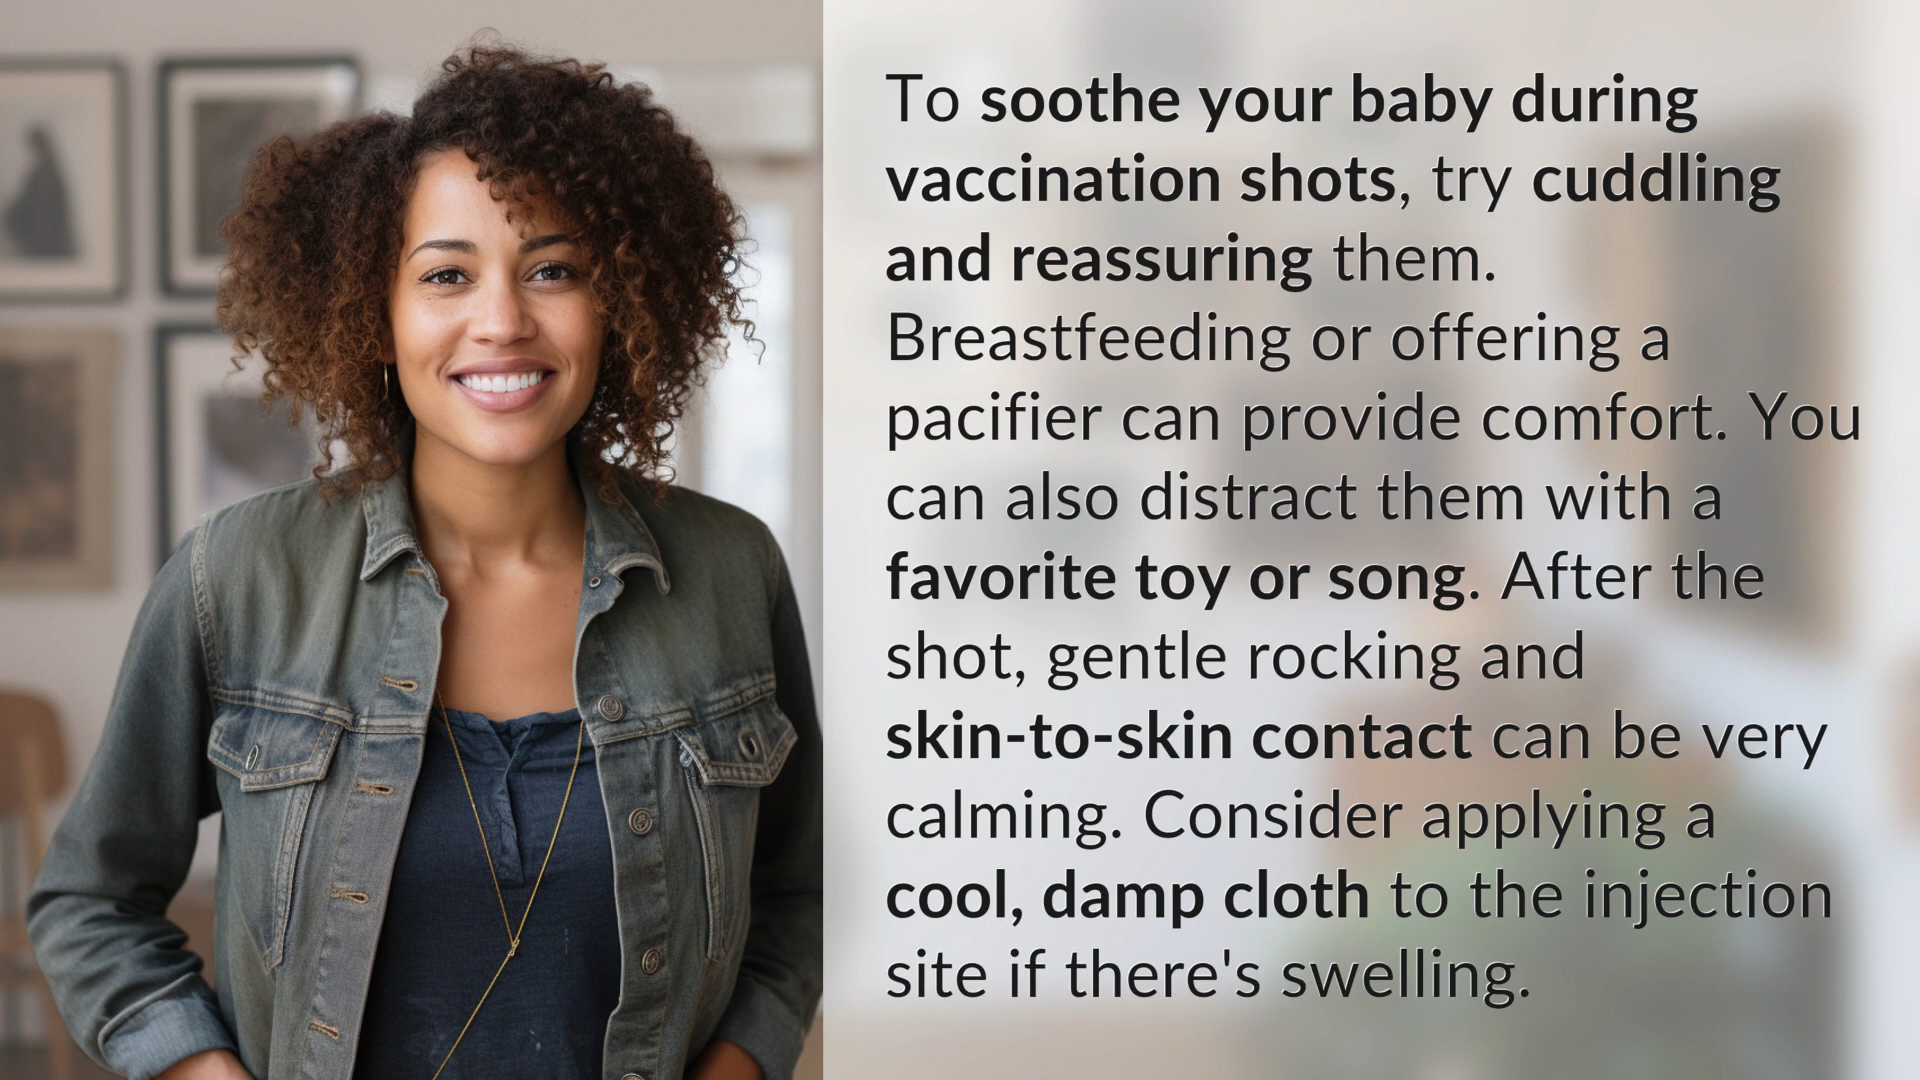 To soothe your baby during
vaccination shots, try cuddling
and reassuring them.
Breastfeeding or offering a
pacifier can provide comfort. You
can also distract them with a
favorite toy or song. After the
shot, gentle rocking and
skin-to-skin contact can be very
calming. Consider applying a
cool, damp cloth to the injection
site if there's swelling.